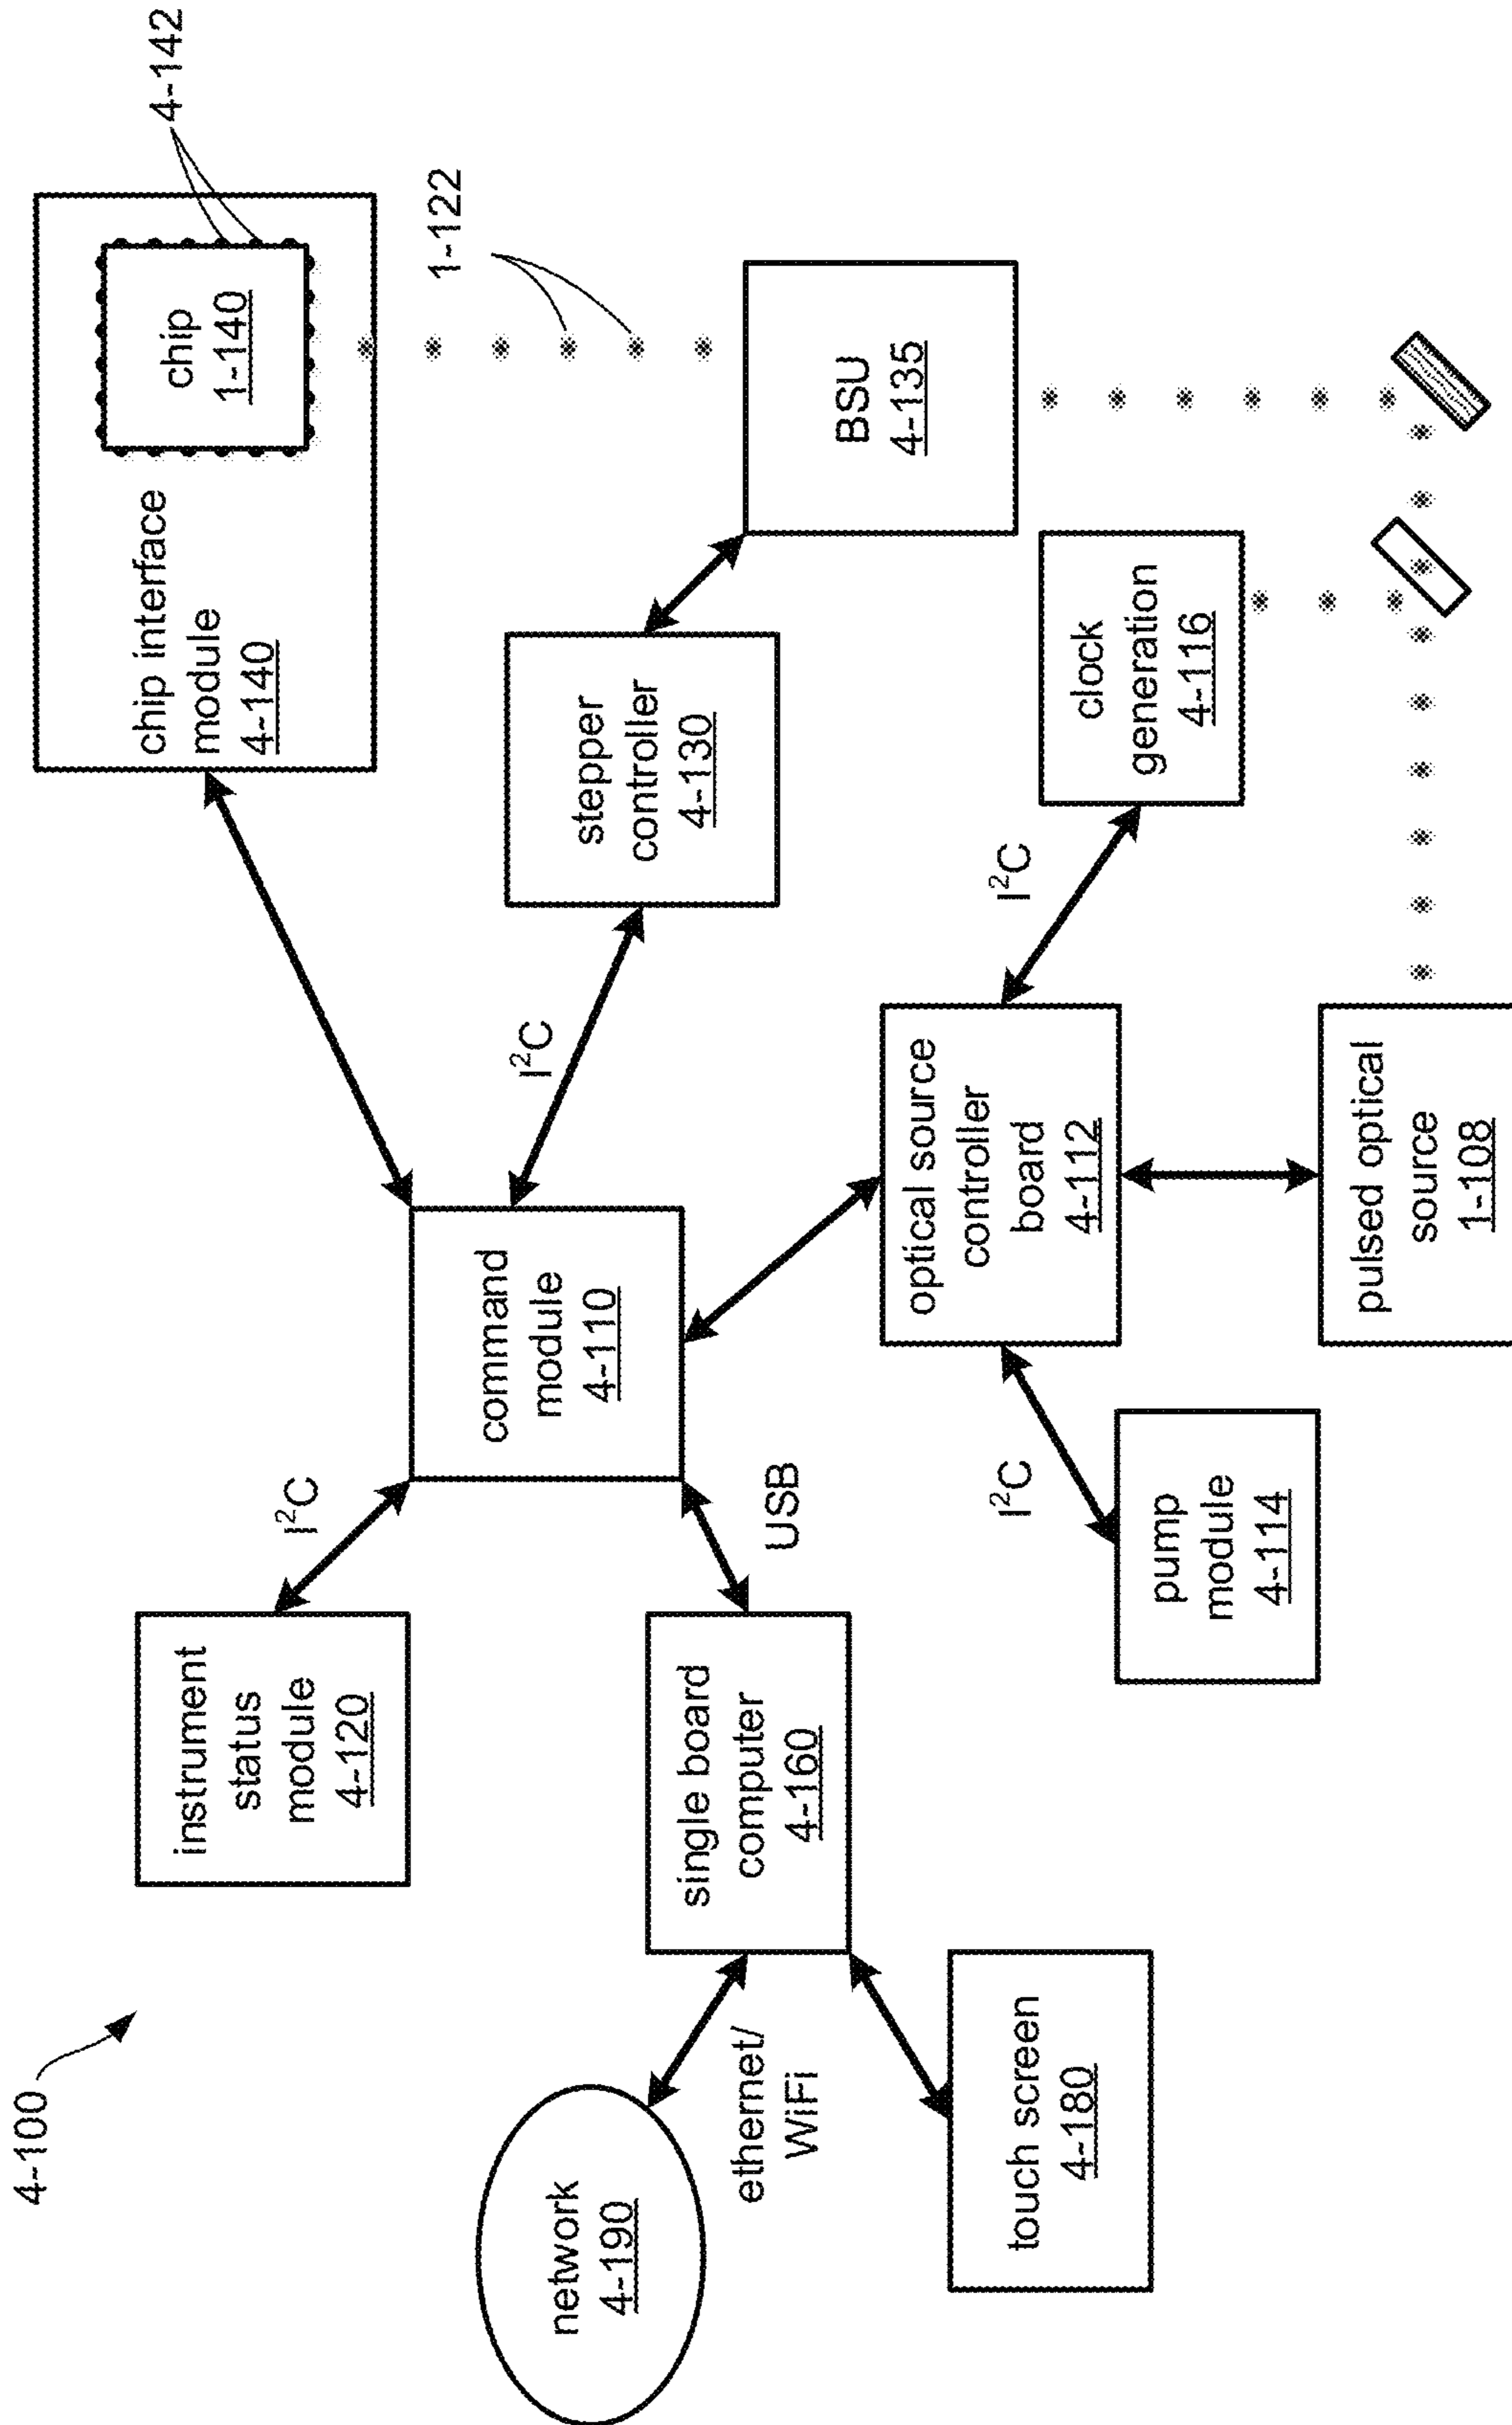 4-100
network
4-190
ethernet/
WiFi
touch screen
4-180
instrument
status
module
4-120
single board
computer
4-160
I²C
USB
command
module
4-110
pump
module
4-114
I²C
optical source
controller
board
4-112
pulsed optical
source
1-108
I²C
stepper
controller
4-130
I²C
clock
generation
4-116
chip interface
module
4-140
chip
1-140
4-142
1-122
BSU
4-135